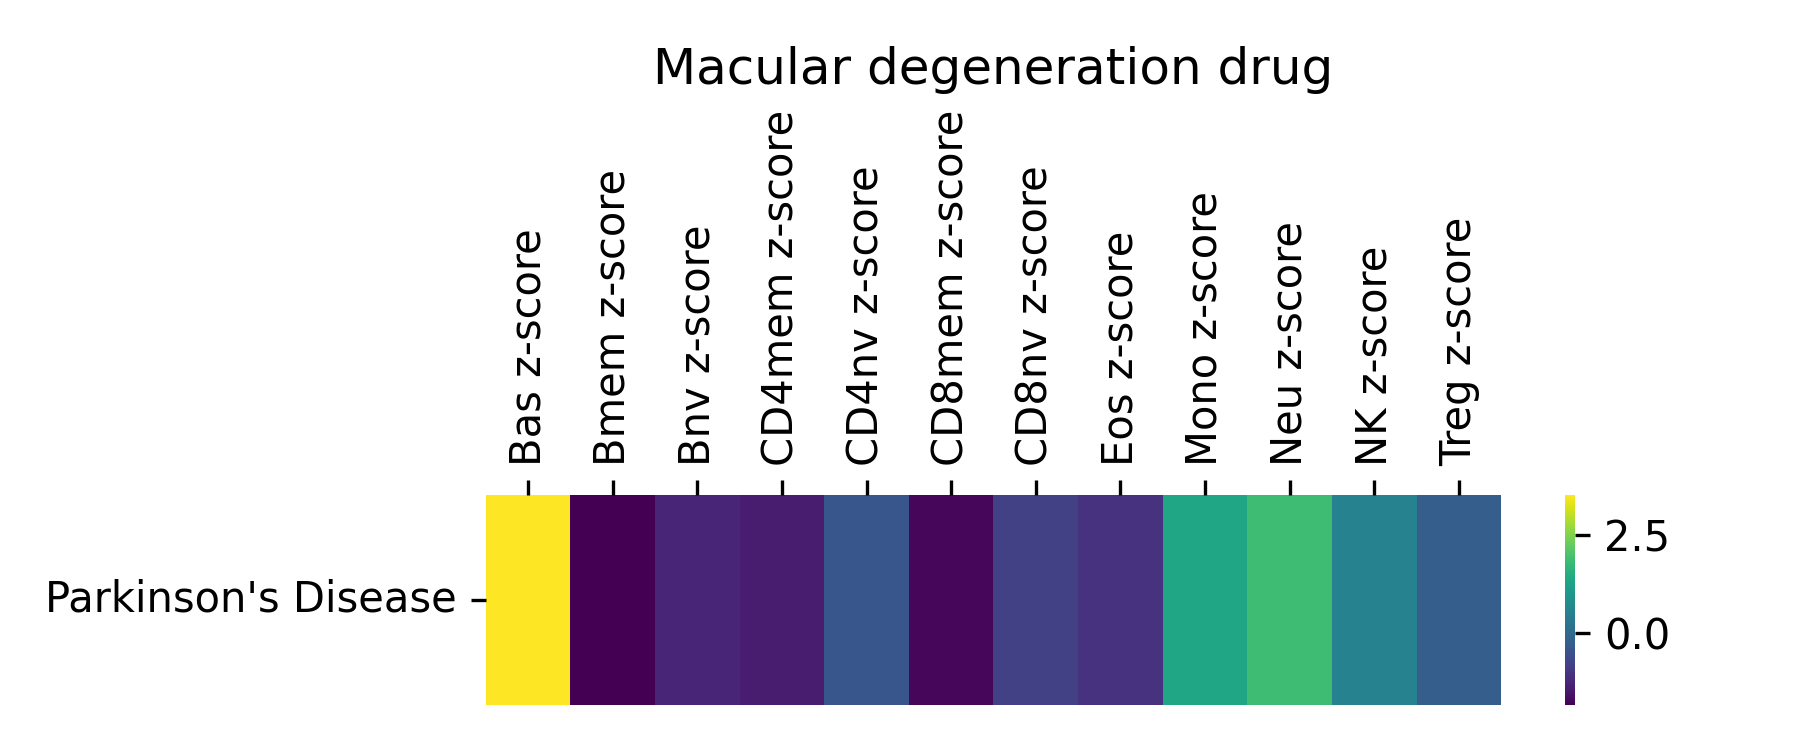 Macular degeneration drug
Bas z-score
Bmem z-score
Bnv z-score
CD4mem z-score
CD4nv z-score
CD8mem z-score
CD8nv z-score
Eos z-score
Mono z-score
Neu z-score
NK z-score
Treg z-score
Parkinson's Disease
2.5
0.0